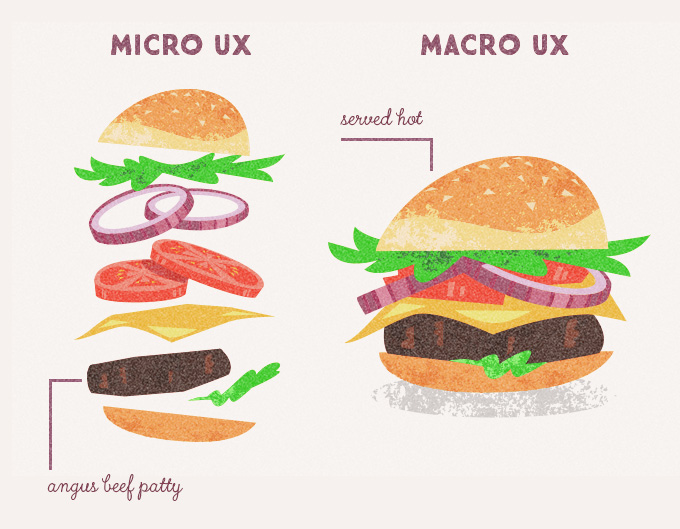 MICRO UX
MACRO UX
served hot
angus beef patty